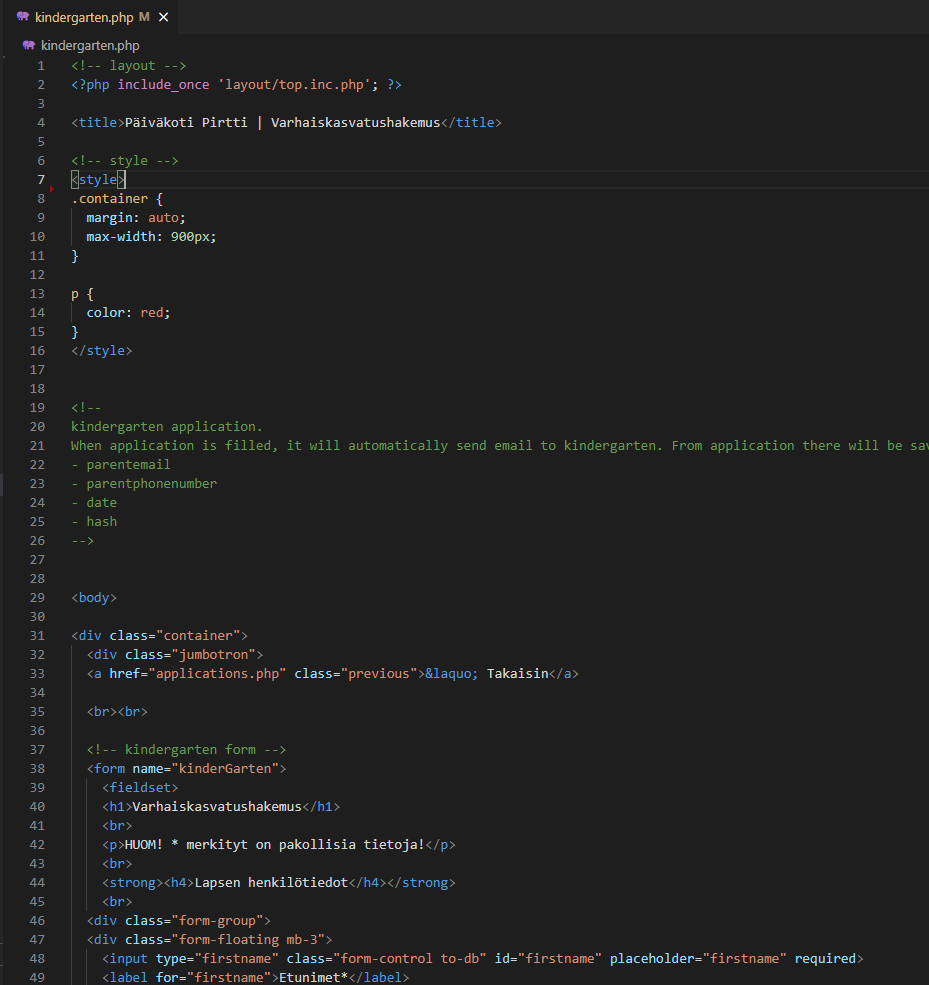 kindergarten.php M ✕
kindergarten.php
1 <!-- layout -->
2 <?php include_once 'layout/top.inc.php'; ?>
3
4 <title>Päiväkoti Pirtti | Varhaiskasvatushakemus</title>
5
6 <!-- style -->
7 <style>
8 .container {
9 margin: auto;
10 max-width: 900px;
11 }
12
13 p {
14 color: red;
15 }
16 </style>
17
18
19 <!--
20 kindergarten application.
21 When application is filled, it will automatically send email to kindergarten. From application there will be
22 - parentemail
23 - parentphonenumber
24 - date
25 - hash
26 -->
27
28
29 <body>
30
31 <div class="container">
32 <div class="jumbotron">
33 <a href="applications.php" class="previous">&laquo; Takaisin</a>
34
35 <br><br>
36
37 <!-- kindergarten form -->
38 <form name="kinderGarten">
39 <fieldset>
40 <h1>Varhaiskasvatushakemus</h1>
41 <br>
42 <p>HUOM! * merkityt on pakollisia tietoja!</p>
43 <br>
44 <strong><h4>Lapsen henkilötiedot</h4></strong>
45 <br>
46 <div class="form-group">
47 <div class="form-floating mb-3">
48 <input type="firstname" class="form-control to-db" id="firstname" placeholder="firstname" required>
49 <label for="firstname">Etunimet*</label>